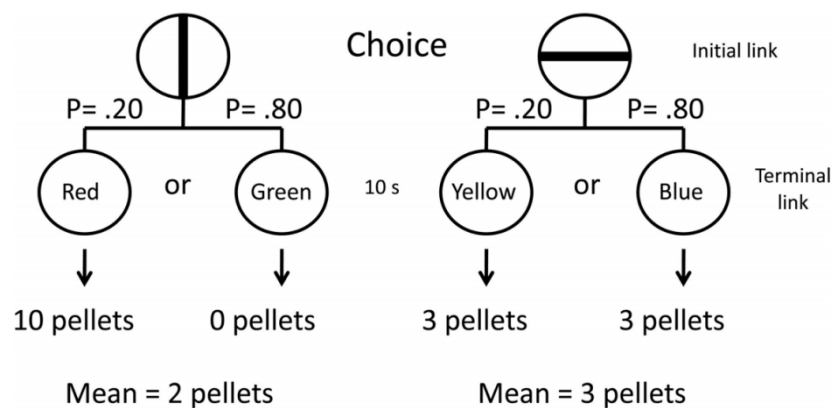 Choice
Initial link
P= .20 P= .80 P= .20 P= .80
Red or Green 10 s Yellow or Blue Terminal
link
10 pellets 0 pellets 3 pellets 3 pellets
Mean = 2 pellets Mean = 3 pellets